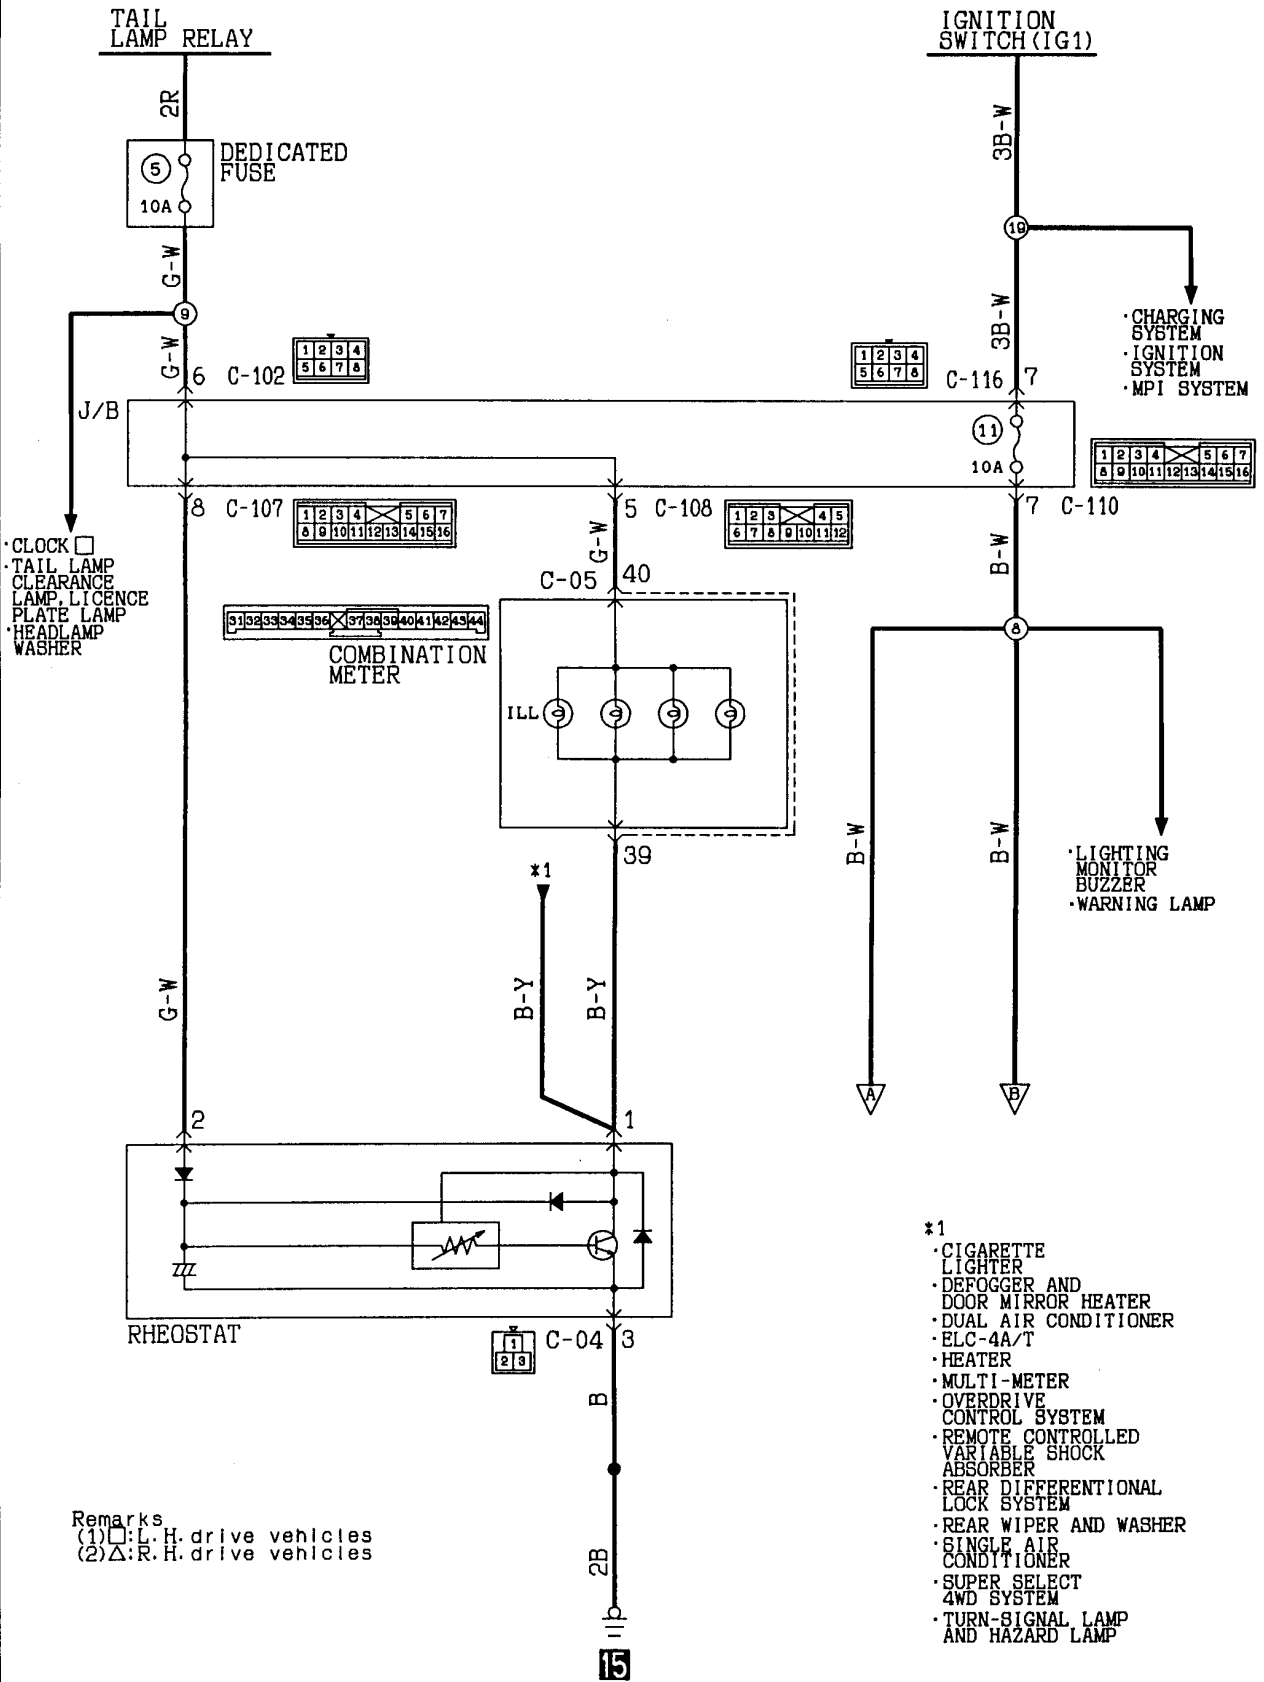 TAIL
LAMP RELAY
IGNITION
SWITCH(IG1)
2R
3B-W
5
10A
DEDICATED
FUSE
G-W
19
9
G-W
3B-W
·CHARGING
SYSTEM
·IGNITION
SYSTEM
·MPI SYSTEM
6 C-102
1 2 3 4
5 6 7 8
1 2 3 4
5 6 7 8
C-116 7
J/B
11
10A
1 2 3 4 5 6 7
8 9 10 11 12 13 14 15 16
8 C-107
1 2 3 4 5 6 7
8 9 10 11 12 13 14 15 16
5 C-108
1 2 3 4 5
6 7 8 9 10 11 12
7 C-110
·CLOCK □
·TAIL LAMP
CLEARANCE
LAMP, LICENCE
PLATE LAMP
·HEADLAMP
WASHER
G-W
B-W
C-05 40
31 32 33 34 35 36 37 38 39 40 41 42 43 44
COMBINATION
METER
8
ILL
39
B-W
B-W
·LIGHTING
MONITOR
BUZZER
·WARNING LAMP
*1
G-W
B-Y
B-Y
A
B
2
1
RHEOSTAT
1
2 3
C-04 3
B
2B
15
*1
·CIGARETTE
LIGHTER
·DEFOGGER AND
DOOR MIRROR HEATER
·DUAL AIR CONDITIONER
·ELC-4A/T
·HEATER
·MULTI-METER
·OVERDRIVE
CONTROL SYSTEM
·REMOTE CONTROLLED
VARIABLE SHOCK
ABSORBER
·REAR DIFFERENTIONAL
LOCK SYSTEM
·REAR WIPER AND WASHER
·SINGLE AIR
CONDITIONER
·SUPER SELECT
4WD SYSTEM
·TURN-SIGNAL LAMP
AND HAZARD LAMP
Remarks
(1)□:L.H.drive vehicles
(2)△:R.H.drive vehicles